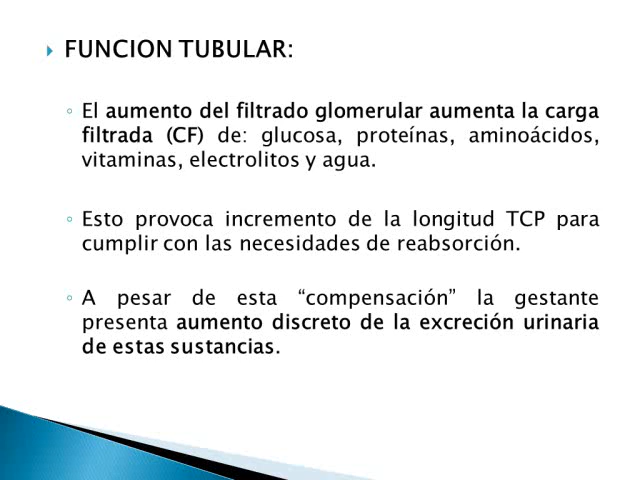 FUNCION TUBULAR:
El aumento del filtrado glomerular aumenta la carga
filtrada (CF) de: glucosa, proteínas, aminoácidos,
vitaminas, electrolitos y agua.
Esto provoca incremento de la longitud TCP para
cumplir con las necesidades de reabsorción.
A pesar de esta “compensación” la gestante
presenta aumento discreto de la excreción urinaria
de estas sustancias.